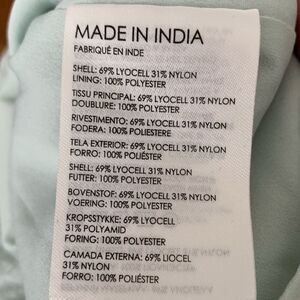 MADE IN INDIA
FABRIQUÉ EN INDE
SHELL: 69% LYOCELL 31% NYLON
LINING: 100% POLYESTER
TISSU PRINCIPAL: 69% LYOCELL 31% NYLON
DOUBLURE: 100% POLYESTER
RIVESTIMENTO: 69% LYOCELL 31% NYLON
FODERA: 100% POLIESTERE
TELA EXTERIOR: 69% LYOCELL 31% NYLON
FORRO: 100% POLIÉSTER
SHELL: 69% LYOCELL 31% NYLON
FUTTER: 100% POLYESTER
BOVENSTOF: 69% LYOCELL 31% NYLON
VOERING: 100% POLYESTER
KROPSSTYKKE: 69% LYOCELL
31% POLYAMID
FORING: 100% POLYESTER
CAMADA EXTERNA: 69% LIOCEL
31% NYLON
FORRO: 100% POLIÉSTER